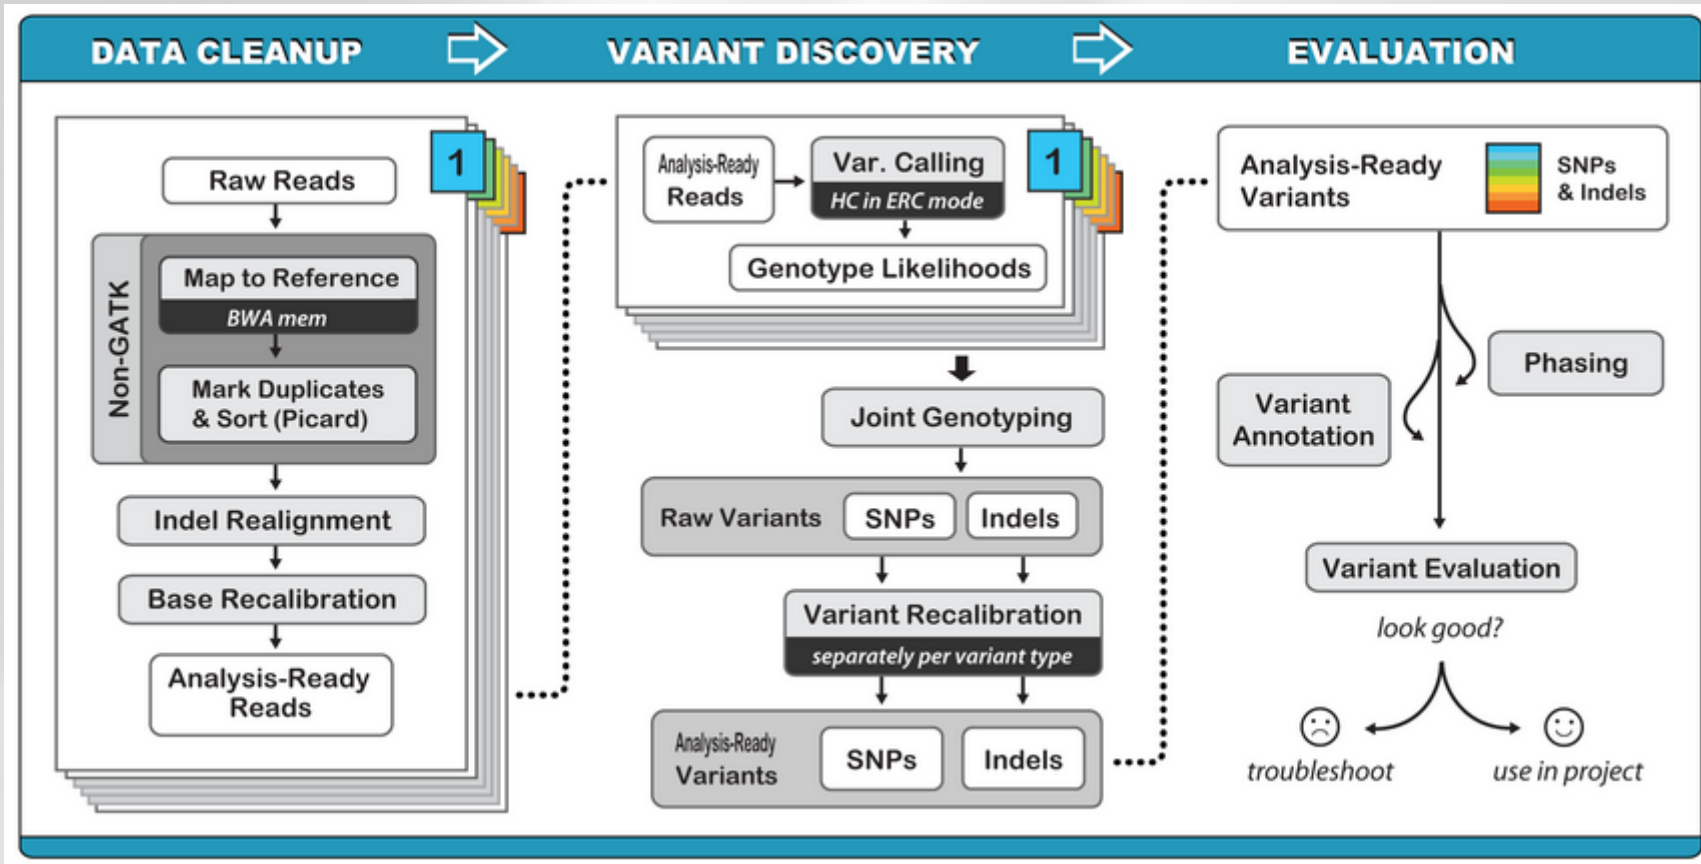 DATA CLEANUP
VARIANT DISCOVERY
EVALUATION
1
Raw Reads
Non-GATK
Map to Reference
BWA mem
Mark Duplicates
& Sort (Picard)
Indel Realignment
Base Recalibration
Analysis-Ready
Reads
1
Analysis-Ready
Reads
Var. Calling
HC in ERC mode
Genotype Likelihoods
Joint Genotyping
Raw Variants
SNPs
Indels
Variant Recalibration
separately per variant type
Analysis-Ready
Variants
SNPs
Indels
Analysis-Ready
Variants
SNPs
& Indels
Phasing
Variant
Annotation
Variant Evaluation
look good?
troubleshoot
use in project